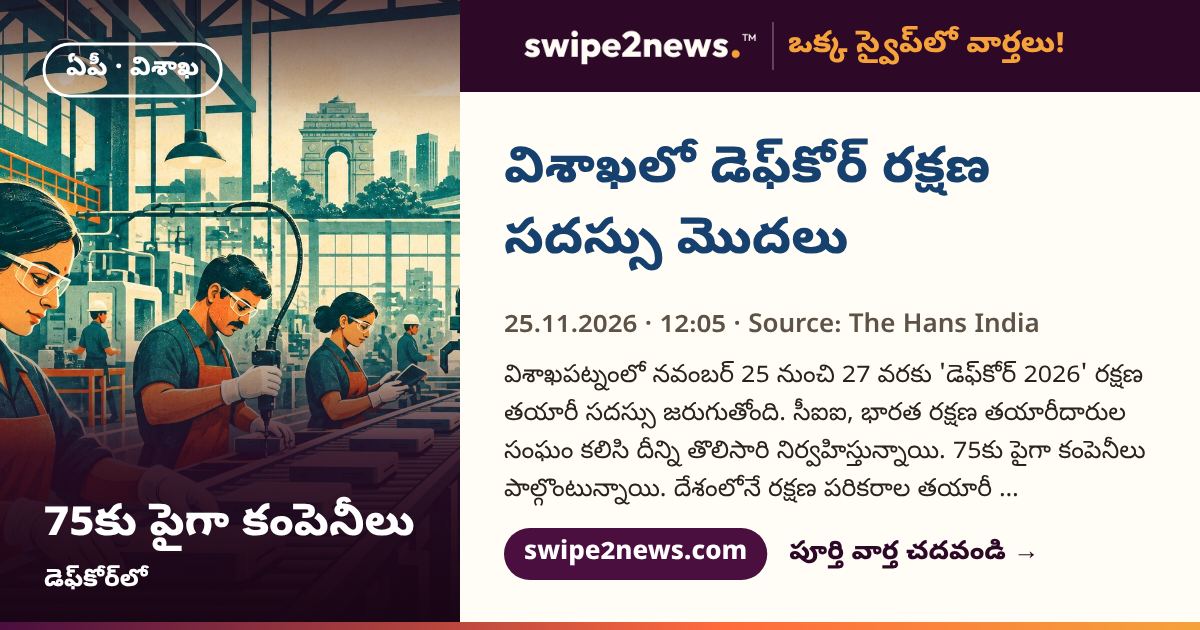 ఏపీ · విశాఖ
swipe2news.™
ఒక్క స్వైప్‌లో వార్తలు!
విశాఖలో డెఫ్‌కోర్ రక్షణ
సదస్సు మొదలు
25.11.2026 · 12:05 · Source: The Hans India
విశాఖపట్నంలో నవంబర్ 25 నుంచి 27 వరకు 'డెఫ్‌కోర్ 2026' రక్షణ
తయారీ సదస్సు జరుగుతోంది. సీఐఐ, భారత రక్షణ తయారీదారుల
సంఘం కలిసి దీన్ని తొలిసారి నిర్వహిస్తున్నాయి. 75కు పైగా కంపెనీలు
పాల్గొంటున్నాయి. దేశంలోనే రక్షణ పరికరాల తయారీ ...
75కు పైగా కంపెనీలు
డెఫ్‌కోర్‌లో
swipe2news.com
పూర్తి వార్త చదవండి →